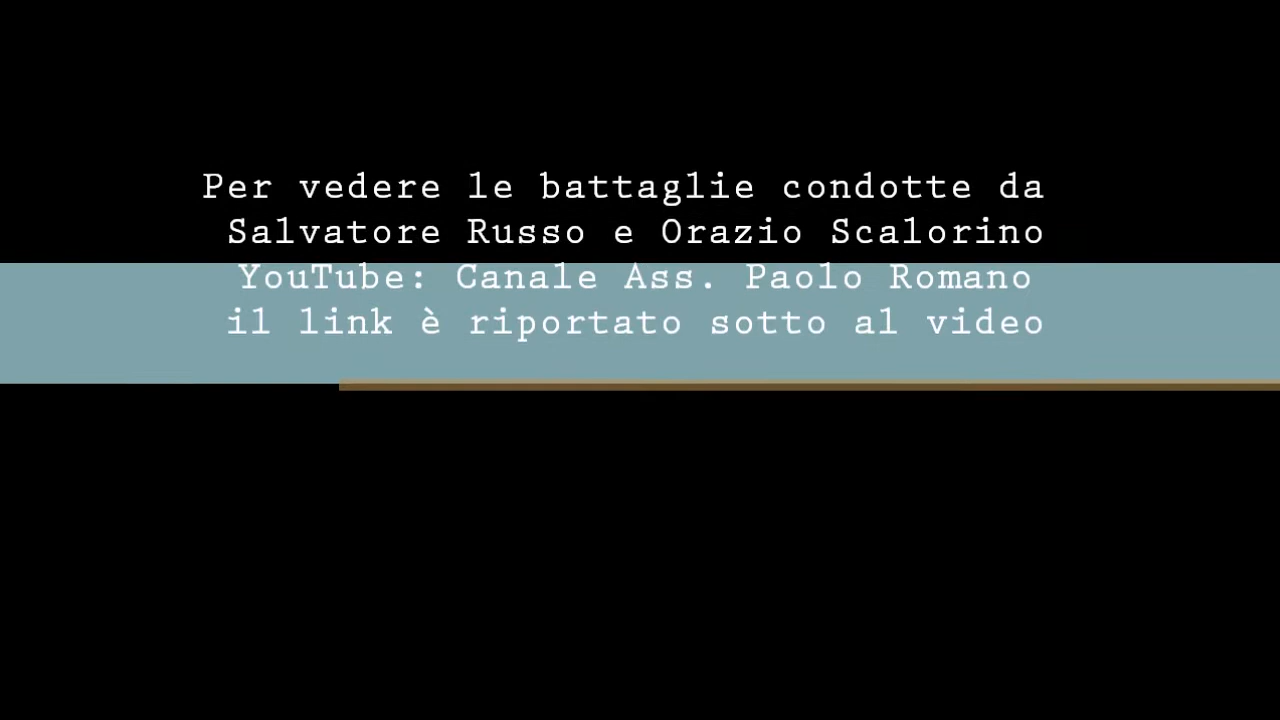 Per vedere le battaglie condotte da
Salvatore Russo e Orazio Scalorino
YouTube: Canale Ass. Paolo Romano
il link è riportato sotto al video